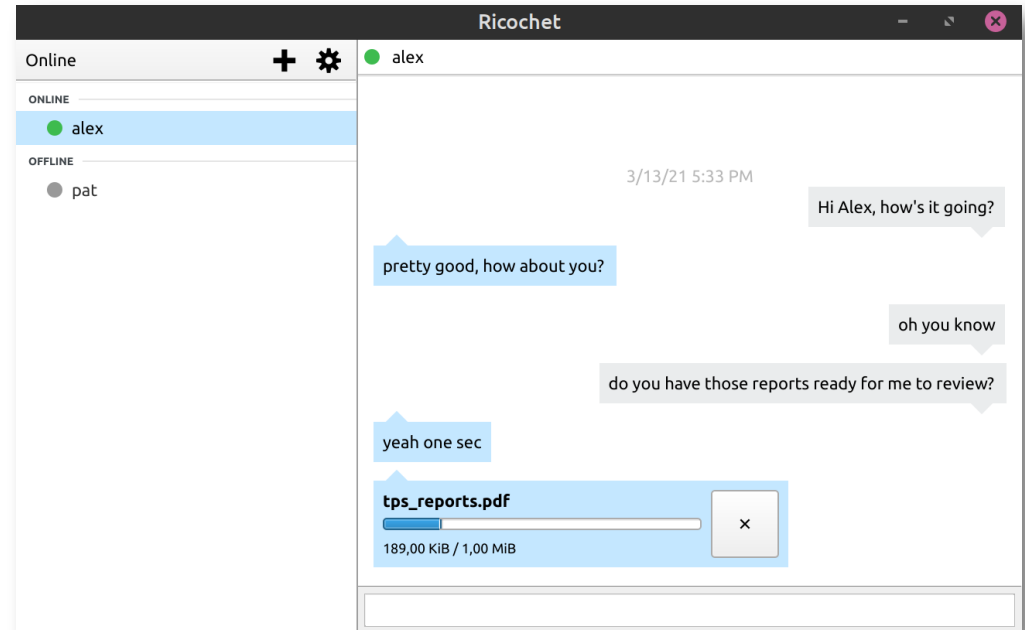 Ricochet
Online
alex
ONLINE
alex
OFFLINE
pat
3/13/21 5:33 PM
Hi Alex, how's it going?
pretty good, how about you?
oh you know
do you have those reports ready for me to review?
yeah one sec
tps_reports.pdf
189,00 KiB / 1,00 MiB